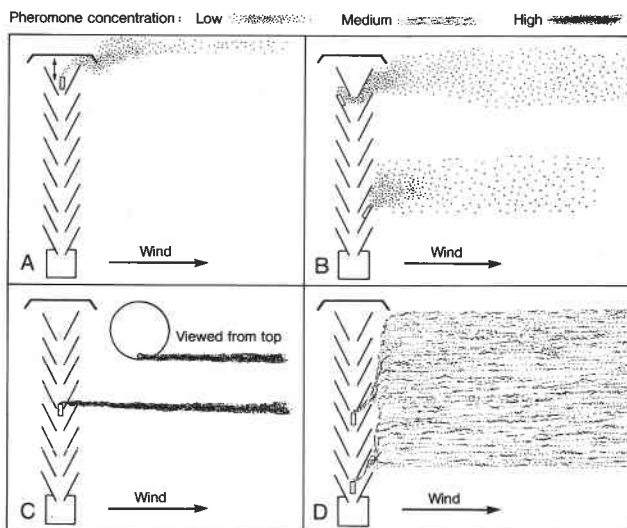 Pheromone concentration: Low Medium High
A Wind
B Wind
Viewed from top
C Wind
D Wind